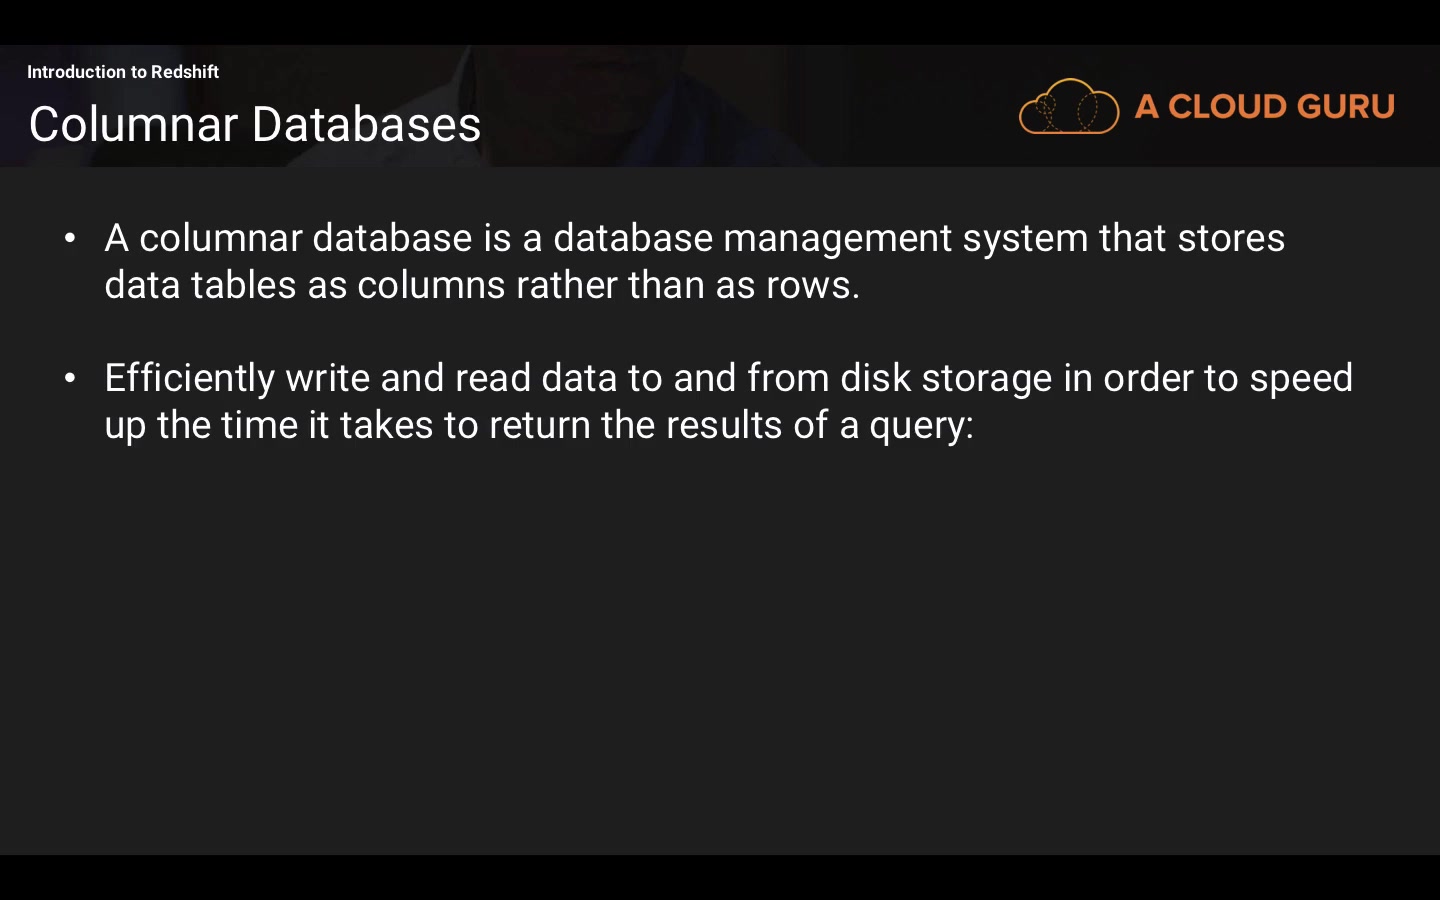 Introduction to Redshift
Columnar Databases
A CLOUD GURU
• A columnar database is a database management system that stores
data tables as columns rather than as rows.
• Efficiently write and read data to and from disk storage in order to speed
up the time it takes to return the results of a query: